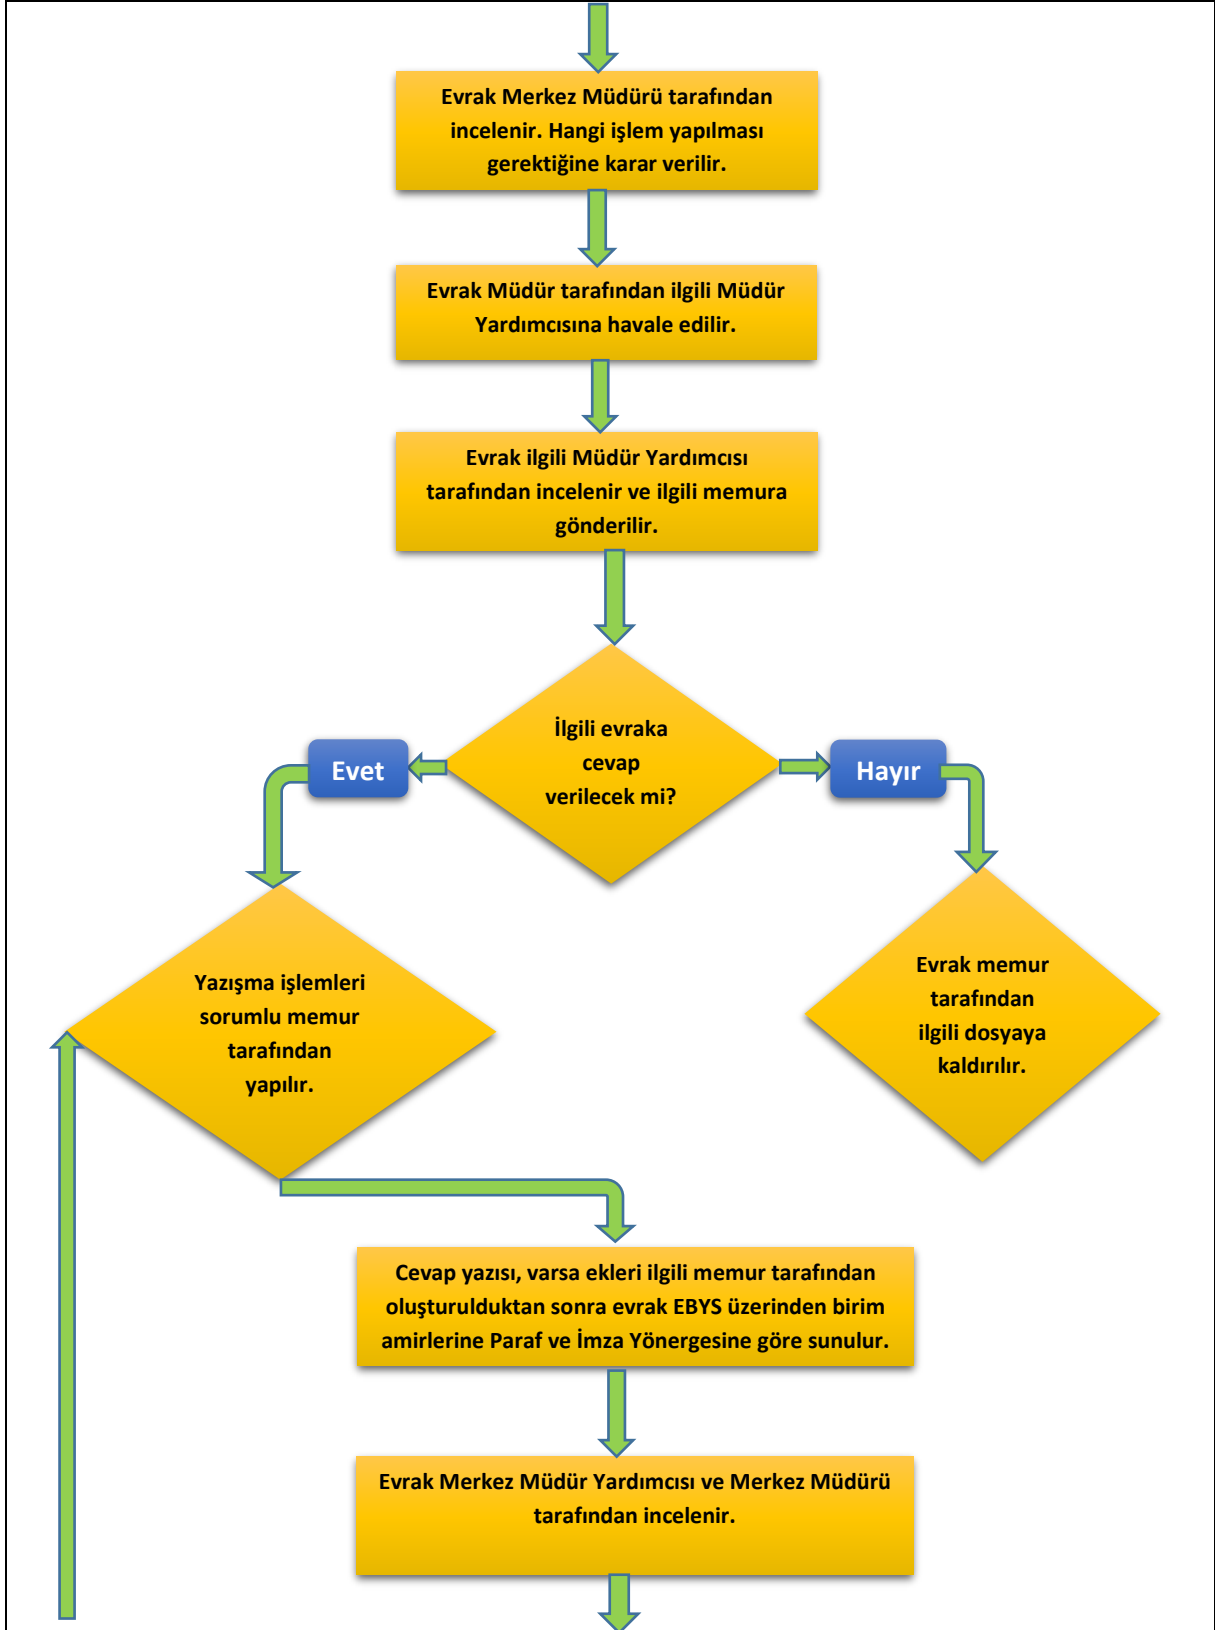 Evrak Merkez Müdürü tarafından
incelenir. Hangi işlem yapılması
gerektiğine karar verilir.
Evrak Müdür tarafından ilgili Müdür
Yardımcısına havale edilir.
Evrak ilgili Müdür Yardımcısı
tarafından incelenir ve ilgili memura
gönderilir.
İlgili evraka
cevap
verilecek mi?
Evet
Hayır
Yazışma işlemleri
sorumlu memur
tarafından
yapılır.
Evrak memur
tarafından
ilgili dosyaya
kaldırılır.
Cevap yazısı, varsa ekleri ilgili memur tarafından
oluşturulduktan sonra evrak EBYS üzerinden birim
amirlerine Paraf ve İmza Yönergesine göre sunulur.
Evrak Merkez Müdür Yardımcısı ve Merkez Müdürü
tarafından incelenir.